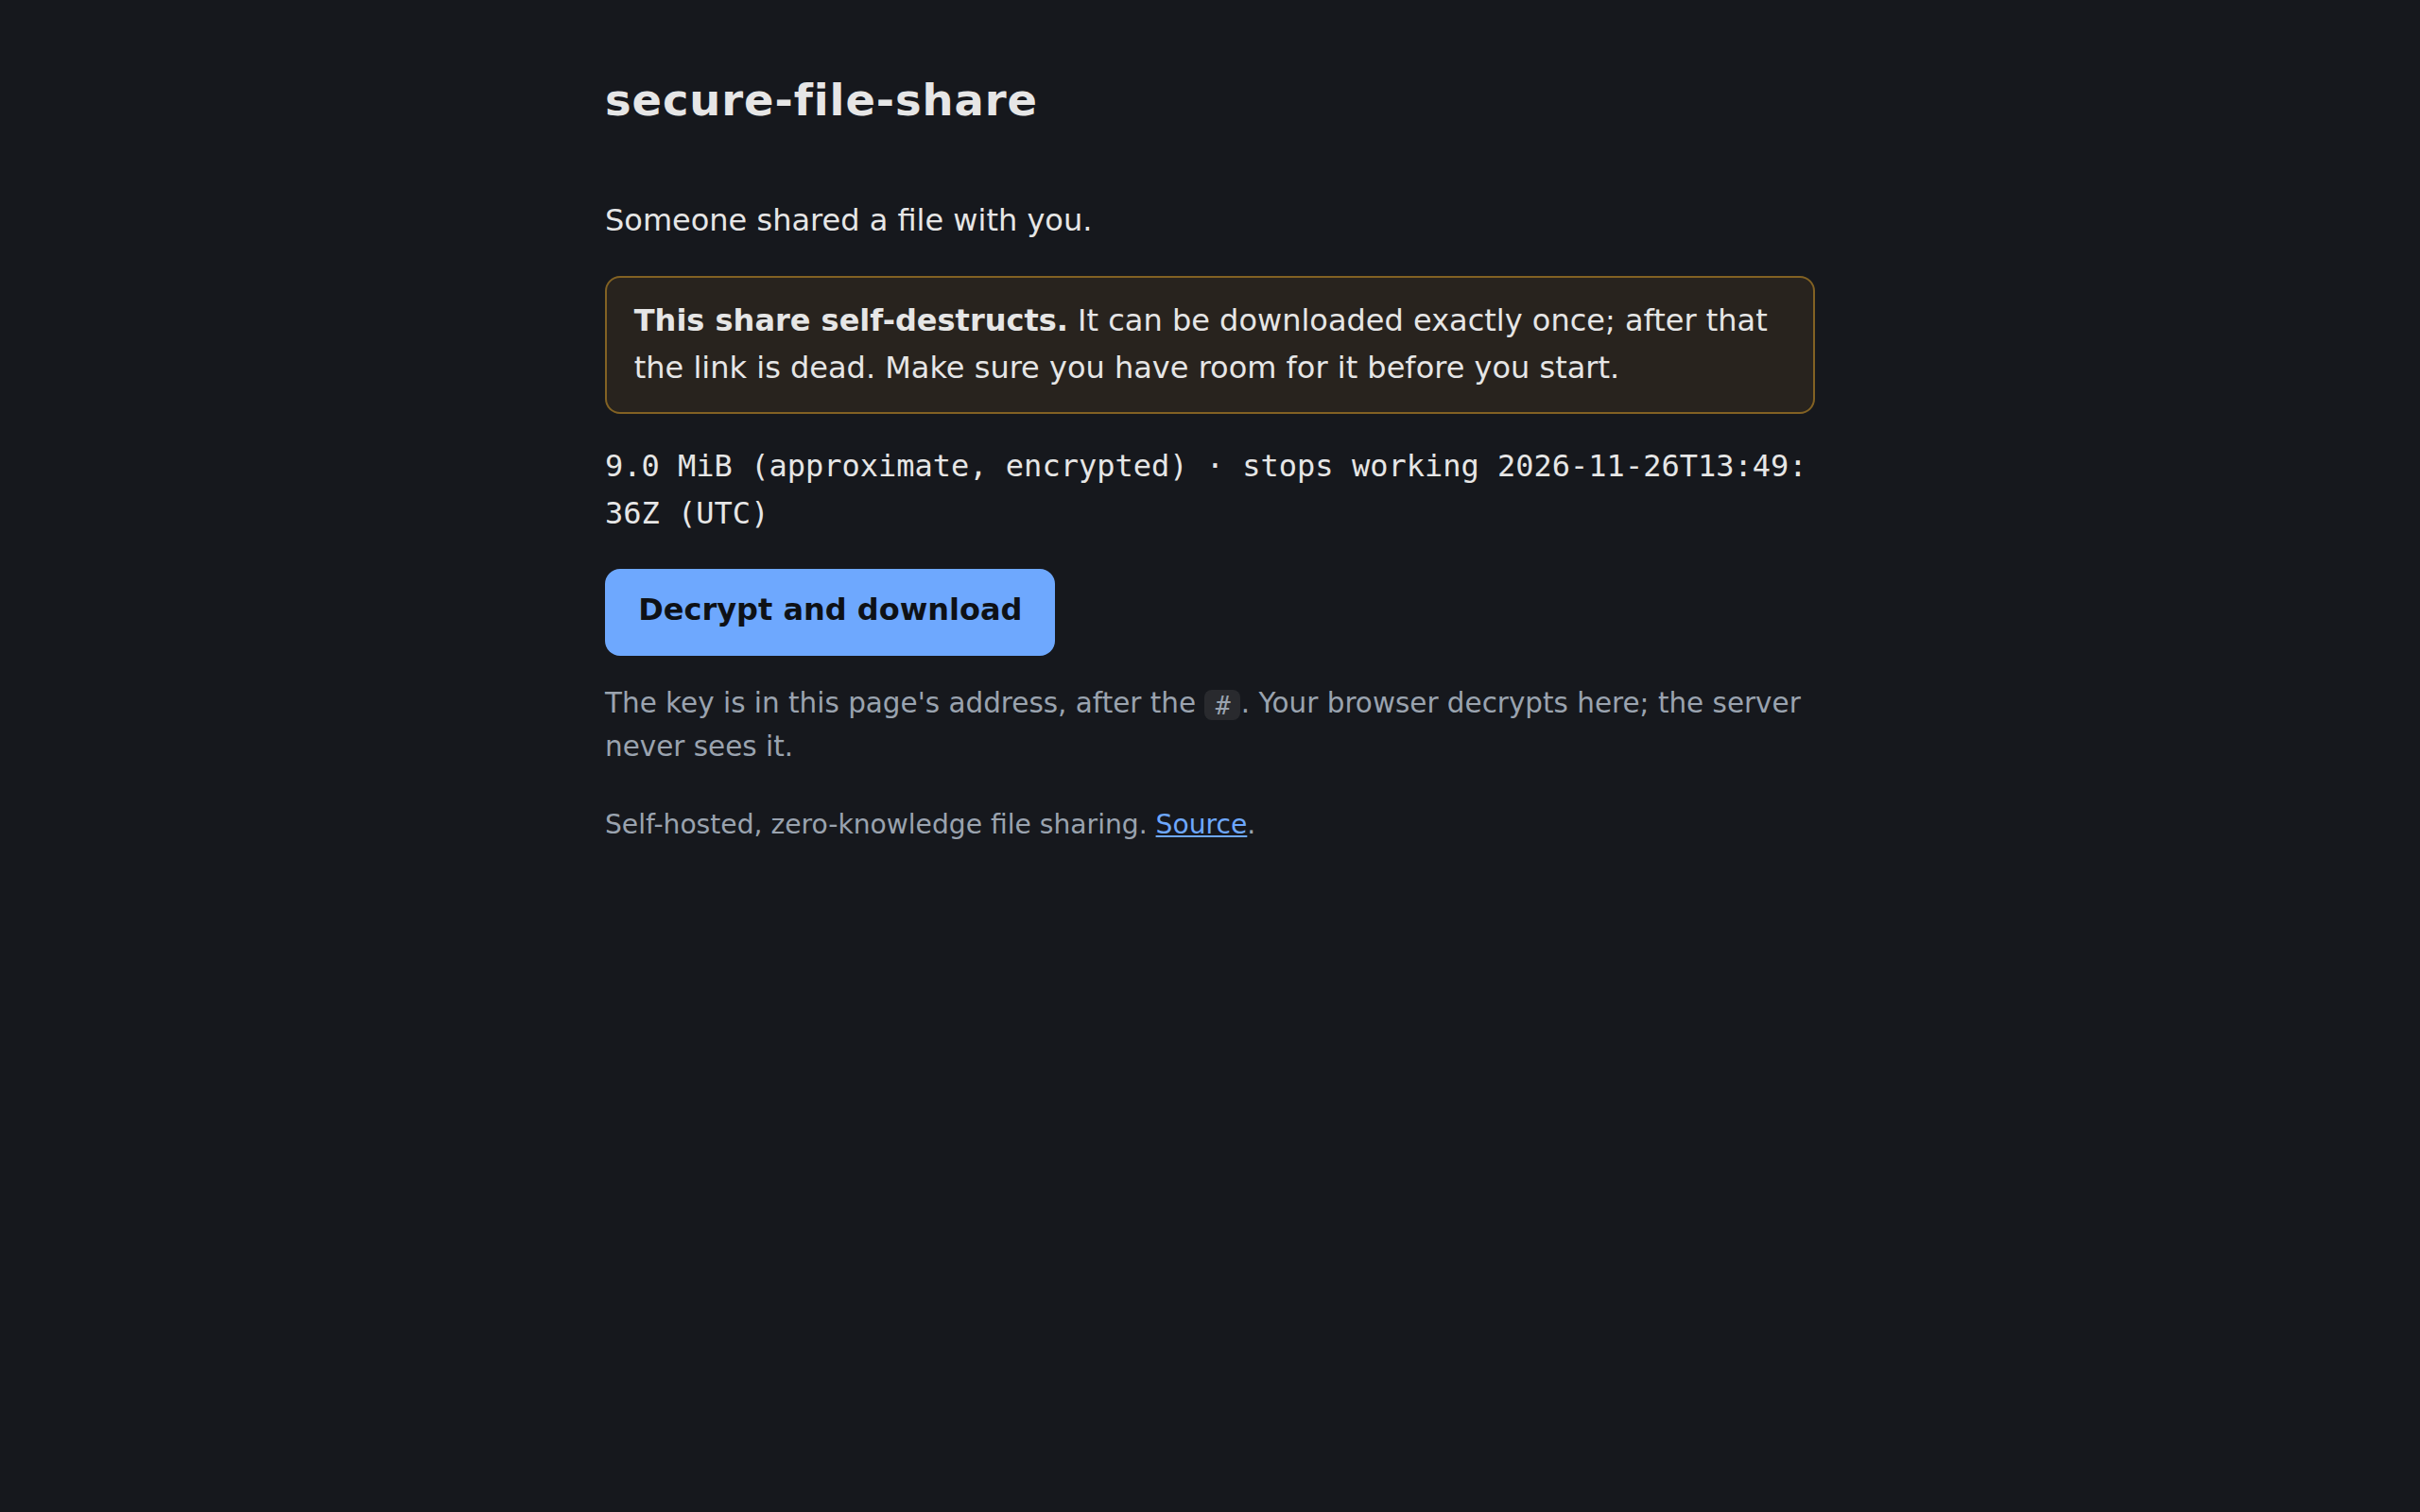 secure-file-share
Someone shared a file with you.
This share self-destructs. It can be downloaded exactly once; after that
the link is dead. Make sure you have room for it before you start.
9.0 MiB (approximate, encrypted) · stops working 2026-11-26T13:49:
36Z (UTC)
Decrypt and download
The key is in this page's address, after the #. Your browser decrypts here; the server
never sees it.
Self-hosted, zero-knowledge file sharing. Source.